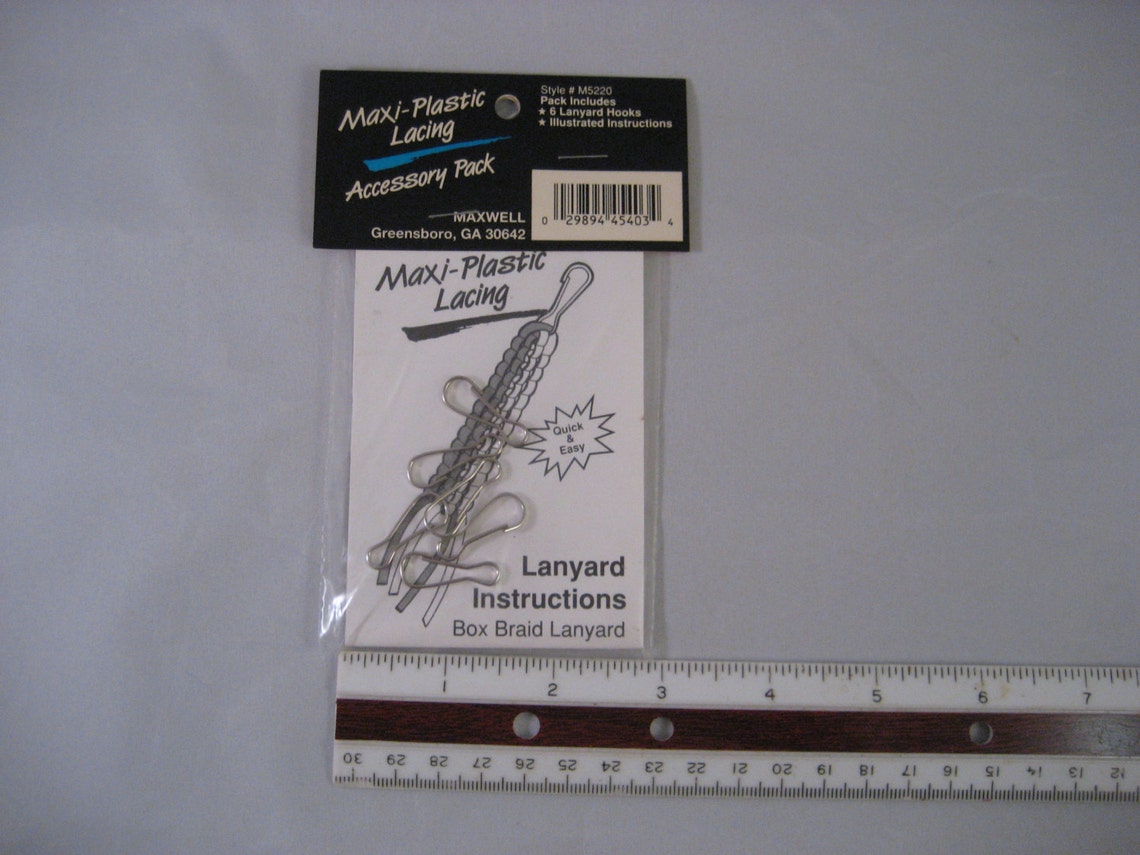 Maxi-Plastic
Lacing
Accessory Pack
MAXWELL
Greensboro, GA 30642
Style # M5220
Pack Includes
★ 6 Lanyard Hooks
★ Illustrated Instructions
0 29894 45403 4
Maxi-Plastic
Lacing
Quick
&
Easy
Lanyard
Instructions
Box Braid Lanyard
1 2 3 4 5 6 7
30 29 28 27 26 25 24 23 22 21 20 19 18 17 16 15 14 13 12